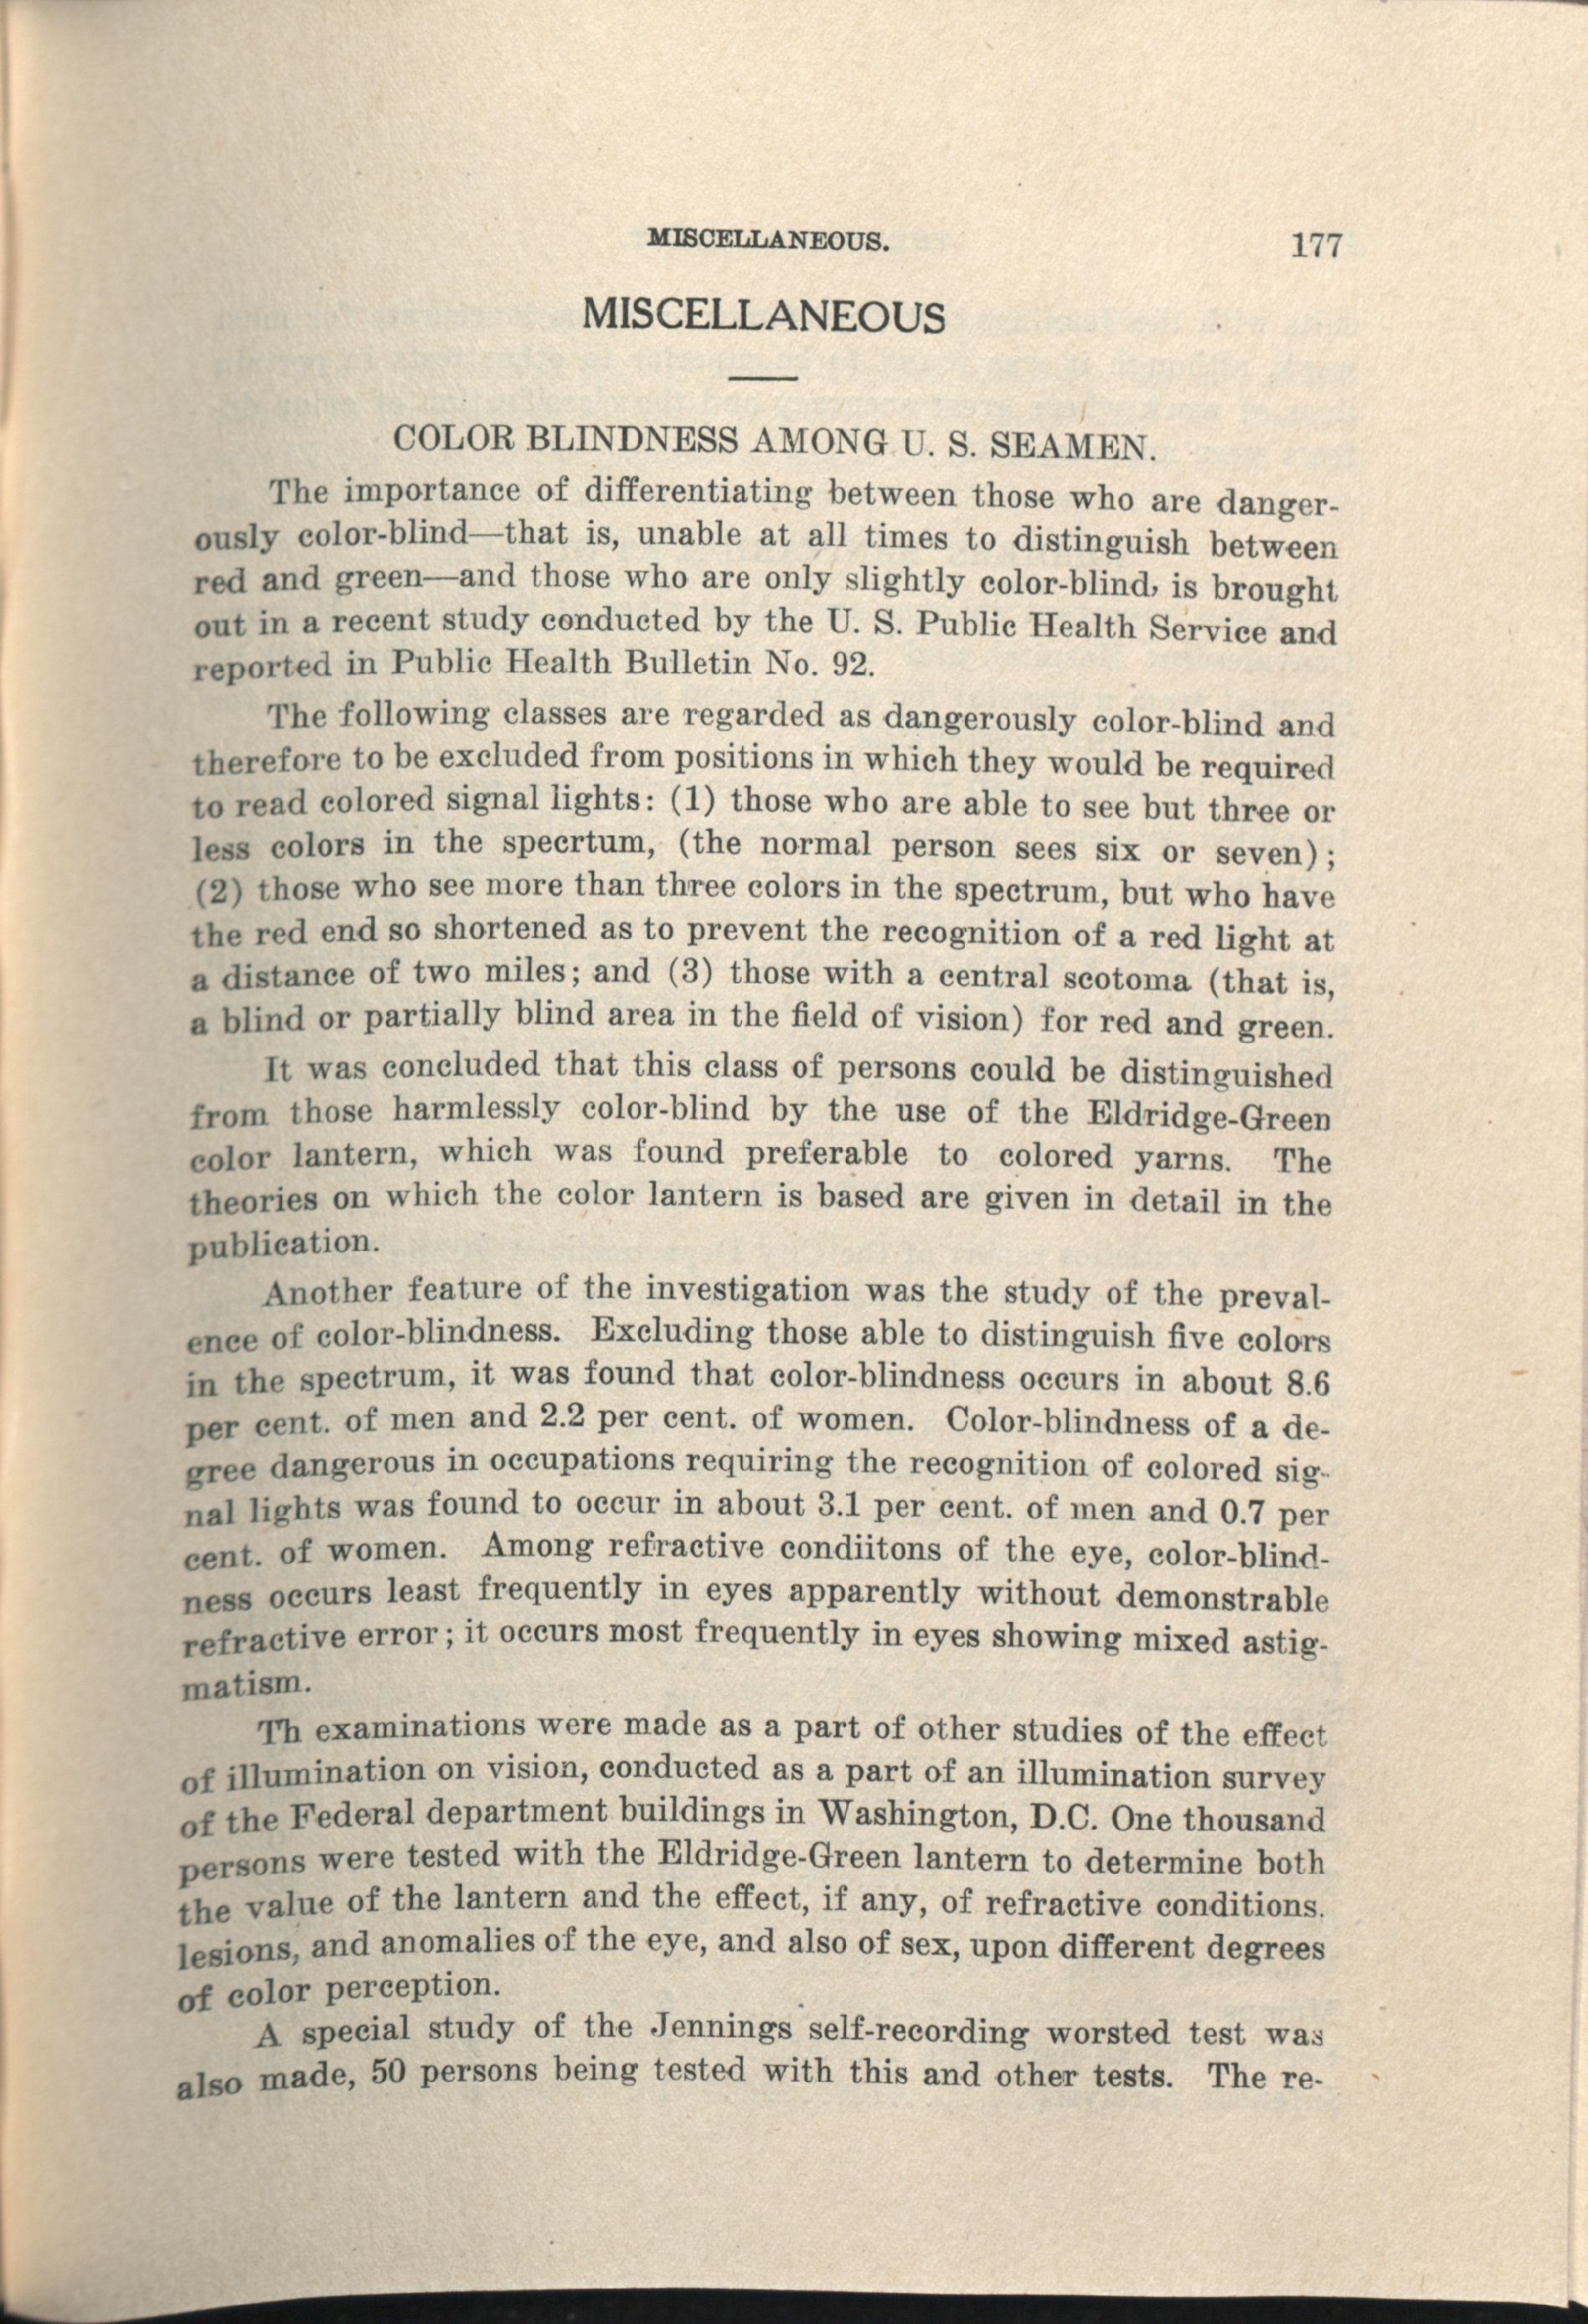 MISCELLANEOUS. 177
MISCELLANEOUS
COLOR BLINDNESS AMONG U. S. SEAMEN.
The importance of differentiating between those who are danger-
ously color-blind—that is, unable at all times to distinguish between
red and green—and those who are only slightly color-blind, is brought
out in a recent study conducted by the U. S. Public Health Service and
reported in Public Health Bulletin No. 92.
The following classes are regarded as dangerously color-blind and
therefore to be excluded from positions in which they would be required
to read colored signal lights: (1) those who are able to see but three or
less colors in the specrtum, (the normal person sees six or seven);
(2) those who see more than three colors in the spectrum, but who have
the red end so shortened as to prevent the recognition of a red light at
a distance of two miles; and (3) those with a central scotoma (that is,
a blind or partially blind area in the field of vision) for red and green.
It was concluded that this class of persons could be distinguished
from those harmlessly color-blind by the use of the Eldridge-Green
color lantern, which was found preferable to colored yarns. The
theories on which the color lantern is based are given in detail in the
publication.
Another feature of the investigation was the study of the preval-
ence of color-blindness. Excluding those able to distinguish five colors
in the spectrum, it was found that color-blindness occurs in about 8.6
per cent. of men and 2.2 per cent. of women. Color-blindness of a de-
gree dangerous in occupations requiring the recognition of colored sig-
nal lights was found to occur in about 3.1 per cent. of men and 0.7 per
cent. of women. Among refractive condiitons of the eye, color-blind-
ness occurs least frequently in eyes apparently without demonstrable
refractive error; it occurs most frequently in eyes showing mixed astig-
matism.
Th examinations were made as a part of other studies of the effect
of illumination on vision, conducted as a part of an illumination survey
of the Federal department buildings in Washington, D.C. One thousand
persons were tested with the Eldridge-Green lantern to determine both
the value of the lantern and the effect, if any, of refractive conditions.
lesions, and anomalies of the eye, and also of sex, upon different degrees
of color perception.
A special study of the Jennings self-recording worsted test was
also made, 50 persons being tested with this and other tests. The re-